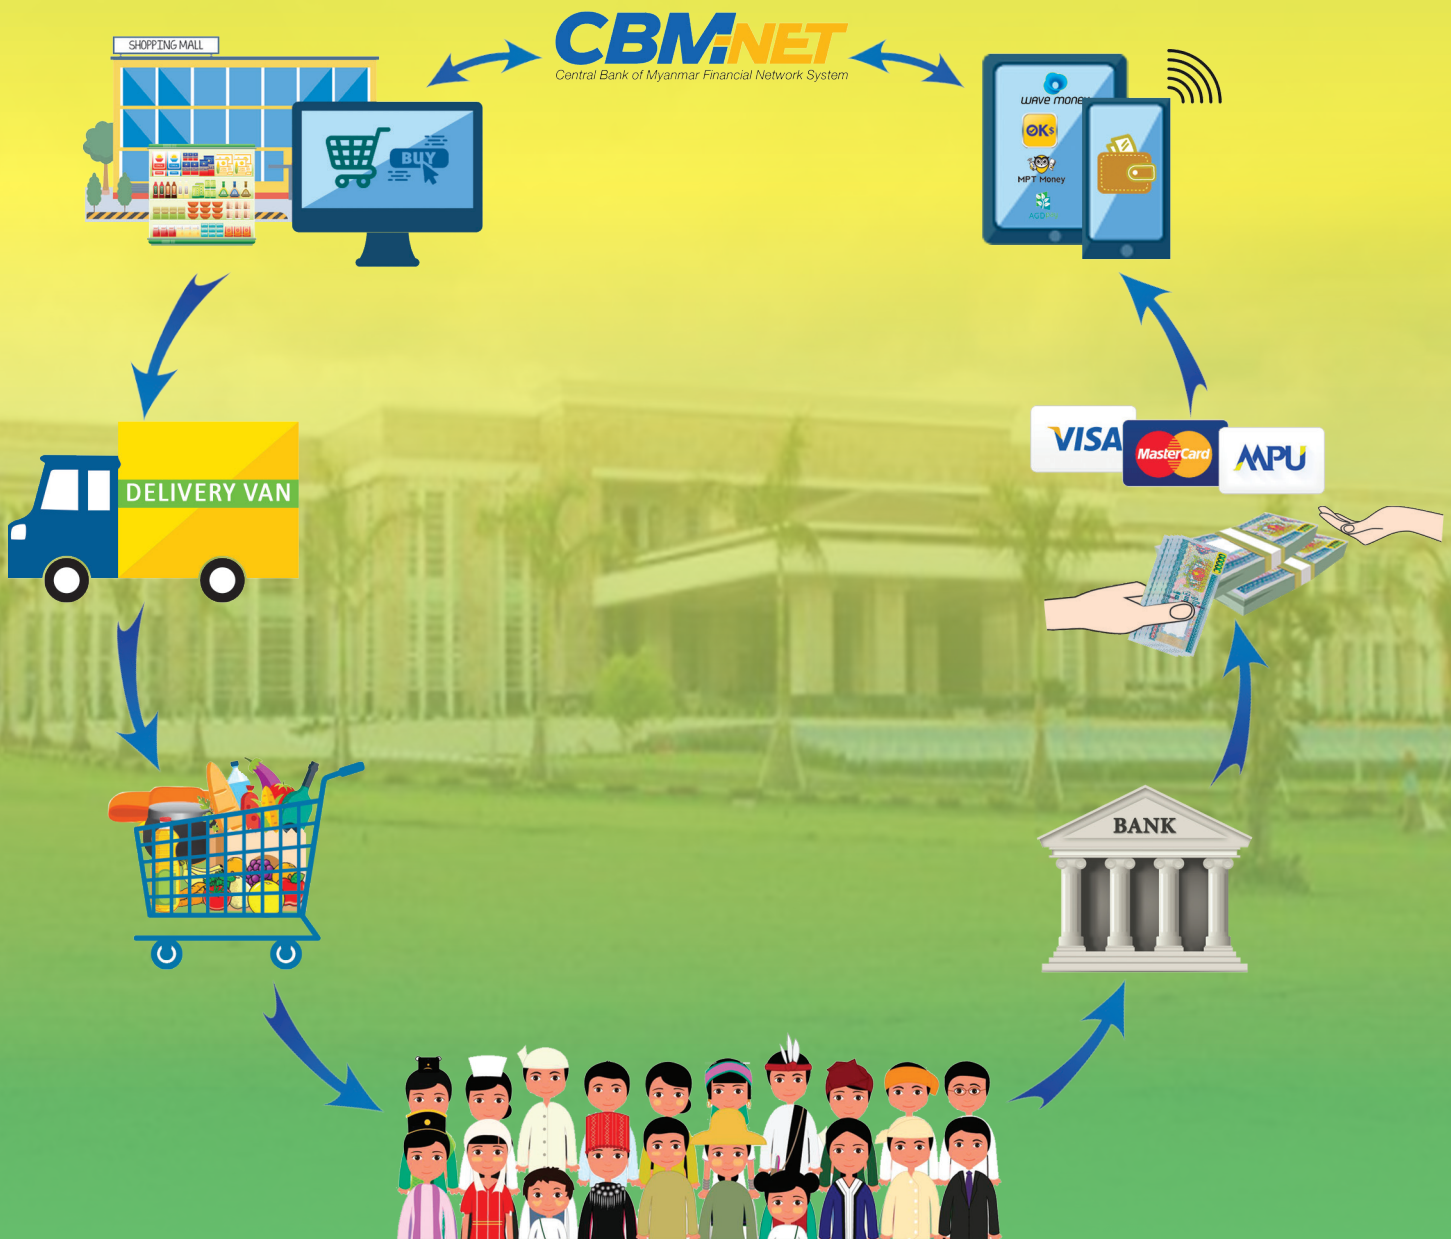 CBM-NET
Central Bank of Myanmar Financial Network System
SHOPPING MALL
BUY
wave money
OK$
MPT Money
VISA
MasterCard
MPU
DELIVERY VAN
10000
BANK